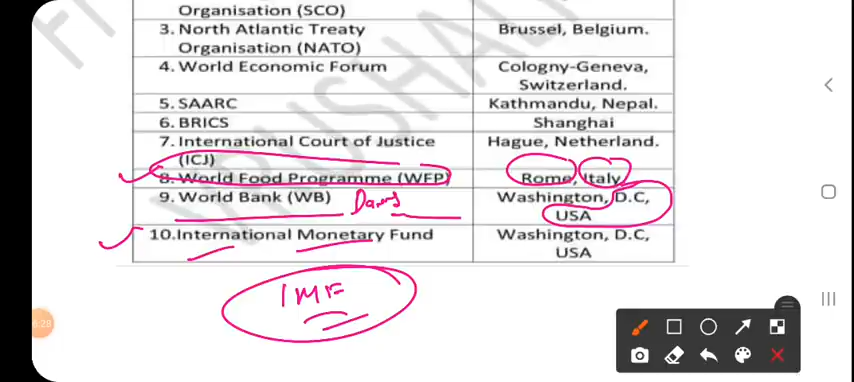 Organisation (SCO)
3. North Atlantic Treaty
Organisation (NATO)
Brussel, Belgium.
4. World Economic Forum
Cologny-Geneva,
Switzerland.
5. SAARC
Kathmandu, Nepal.
6. BRICS
Shanghai
7. International Court of Justice
(ICJ)
Hague, Netherland.
8. World Food Programme (WFP)
Rome, Italy.
9. World Bank (WB)
Washington, D.C,
USA
10.International Monetary Fund
Washington, D.C,
USA
IMF
6:28